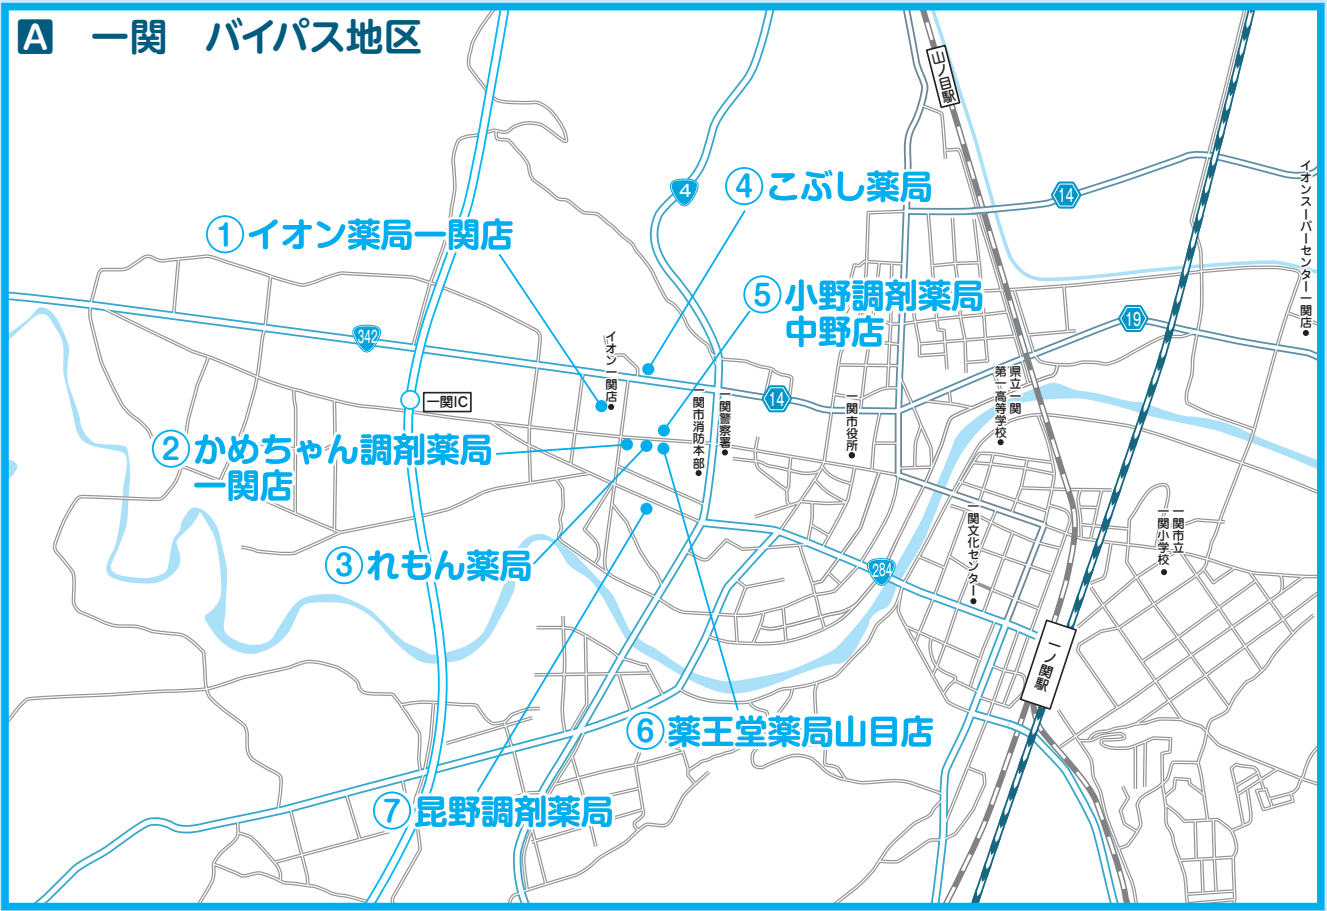 A 一関 バイパス地区
山ノ目駅
4
④こぶし薬局
14
イオンスーパーセンター一関店
①イオン薬局一関店
⑤小野調剤薬局
中野店
19
342
イオン一関店
一関IC
14
一関市消防本部
一関警察署
一関市役所
県立一関
第一高等学校
②かめちゃん調剤薬局
一関店
一関文化センター
一関市立
一関小学校
③れもん薬局
284
一ノ関駅
⑥薬王堂薬局山目店
⑦昆野調剤薬局